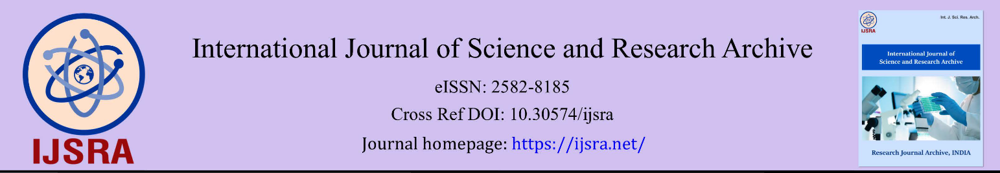 IJSRA
International Journal of Science and Research Archive
eISSN: 2582-8185
Cross Ref DOI: 10.30574/ijsra
Journal homepage: https://ijsra.net/
IJSRA
Int. J. Sci. Res. Arch.
International Journal of
Science and Research Archive
Research Journal Archive, INDIA